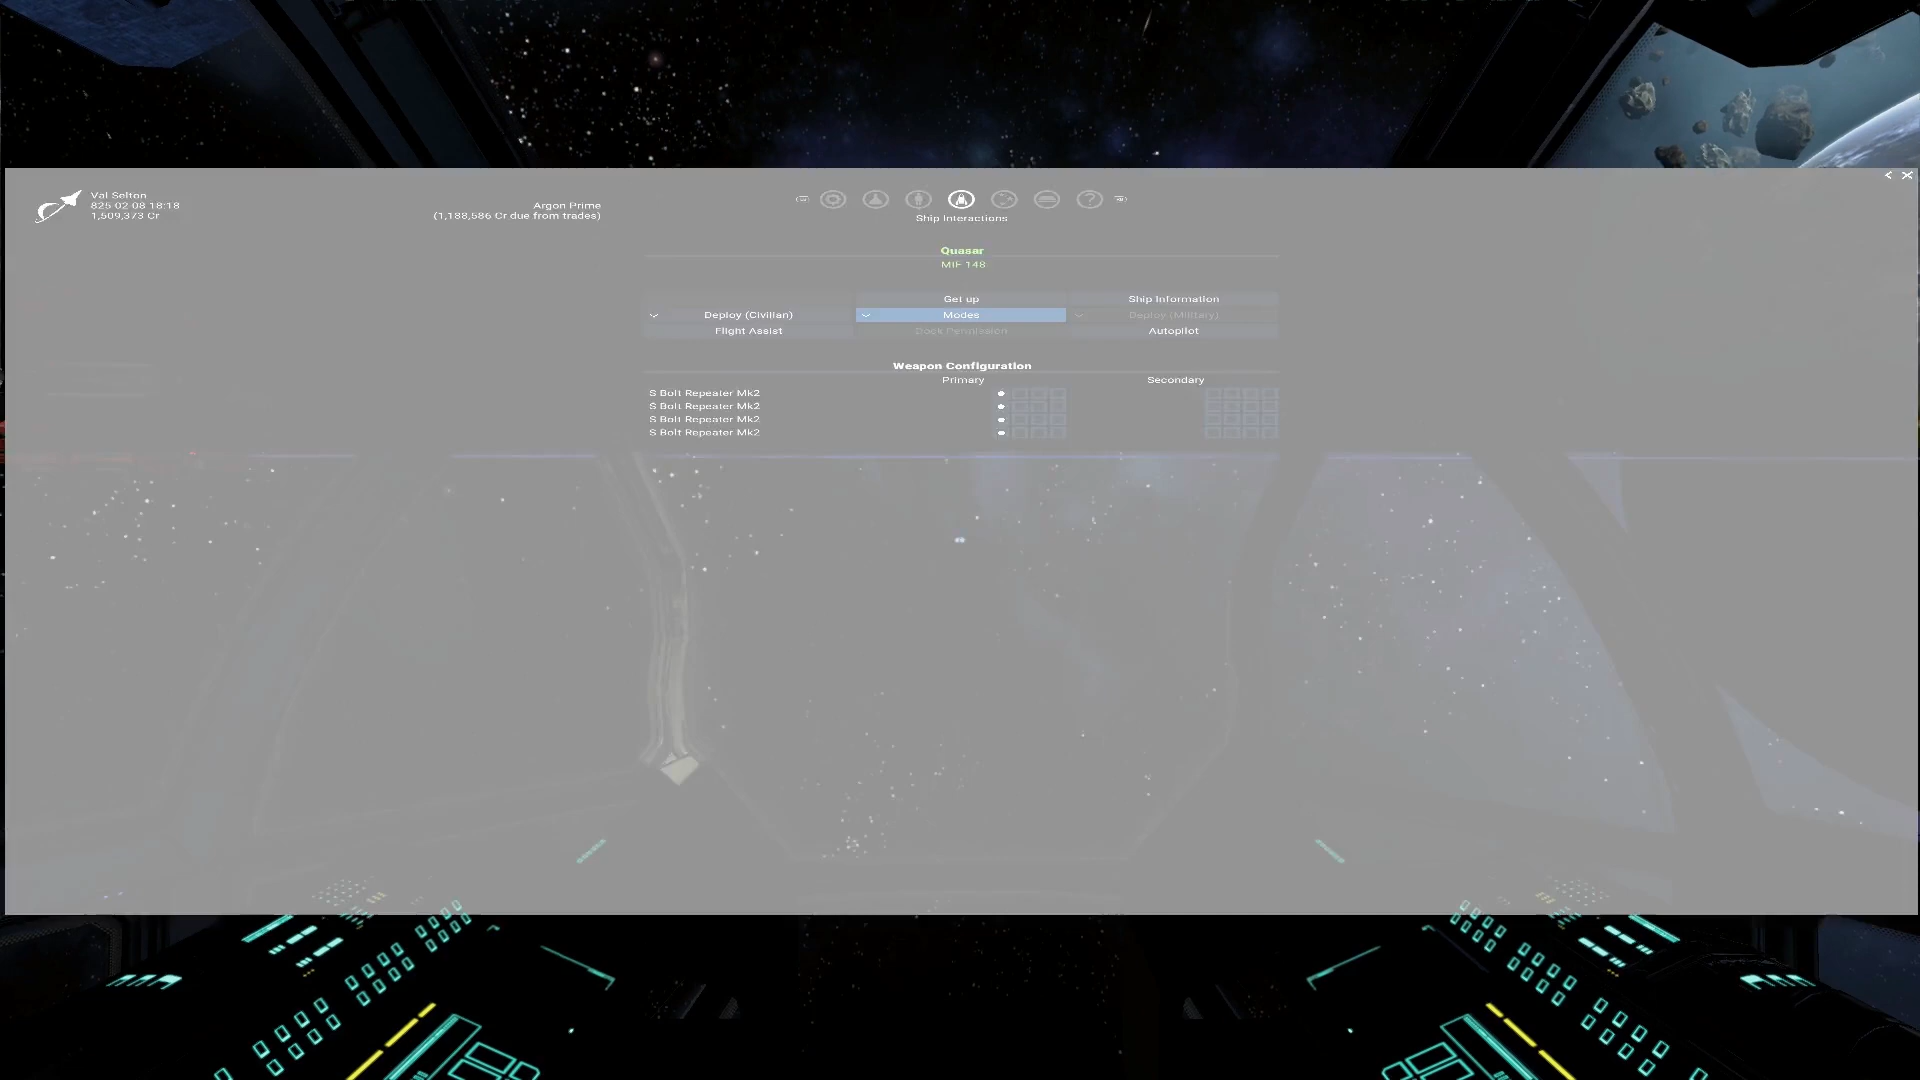 Val Selton
825 02 08 18:18
1,509,373 Cr
Argon Prime
(1,188,586 Cr due from trades)
Ship Interactions
Quasar
MIF-148
Get up
Ship Information
Deploy (Civilian)
Modes
Deploy (Military)
Flight Assist
Dock Permission
Autopilot
Weapon Configuration
Primary
Secondary
S Bolt Repeater Mk2
S Bolt Repeater Mk2
S Bolt Repeater Mk2
S Bolt Repeater Mk2